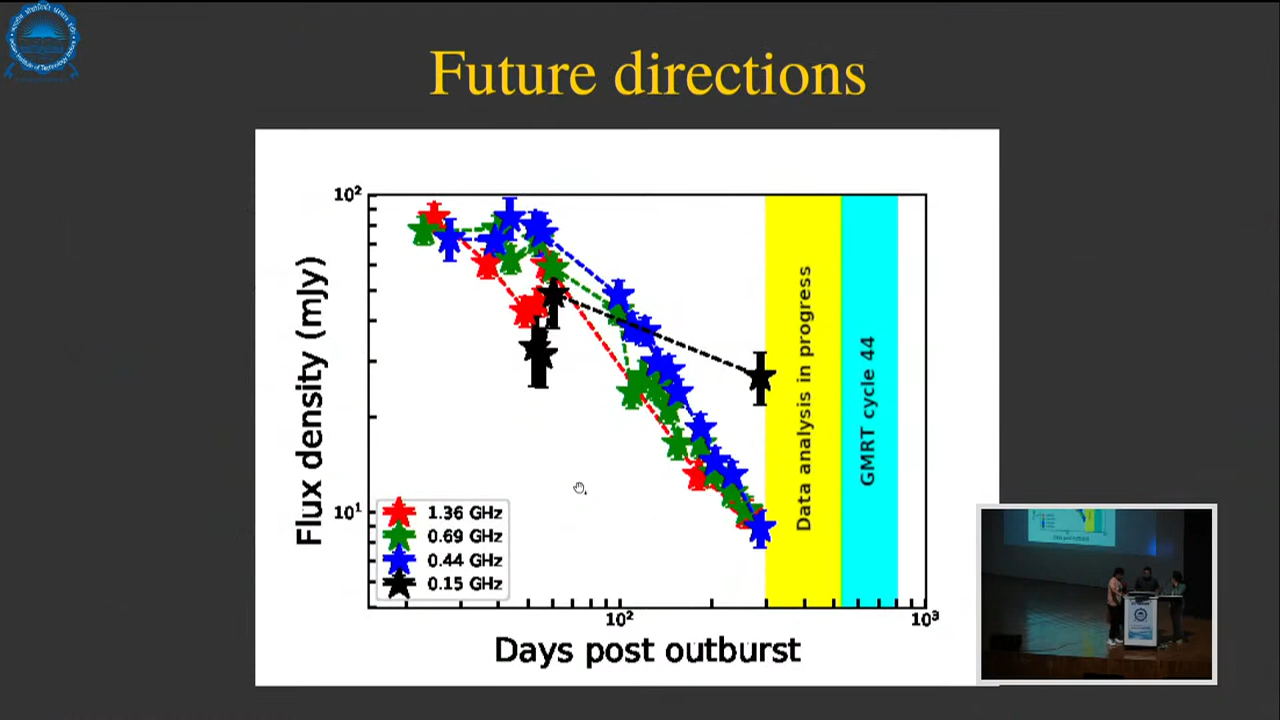 Future directions
10²
Flux density (mJy)
10¹
1.36 GHz
0.69 GHz
0.44 GHz
0.15 GHz
Data analysis in progress
GMRT cycle 44
10²
10³
Days post outburst